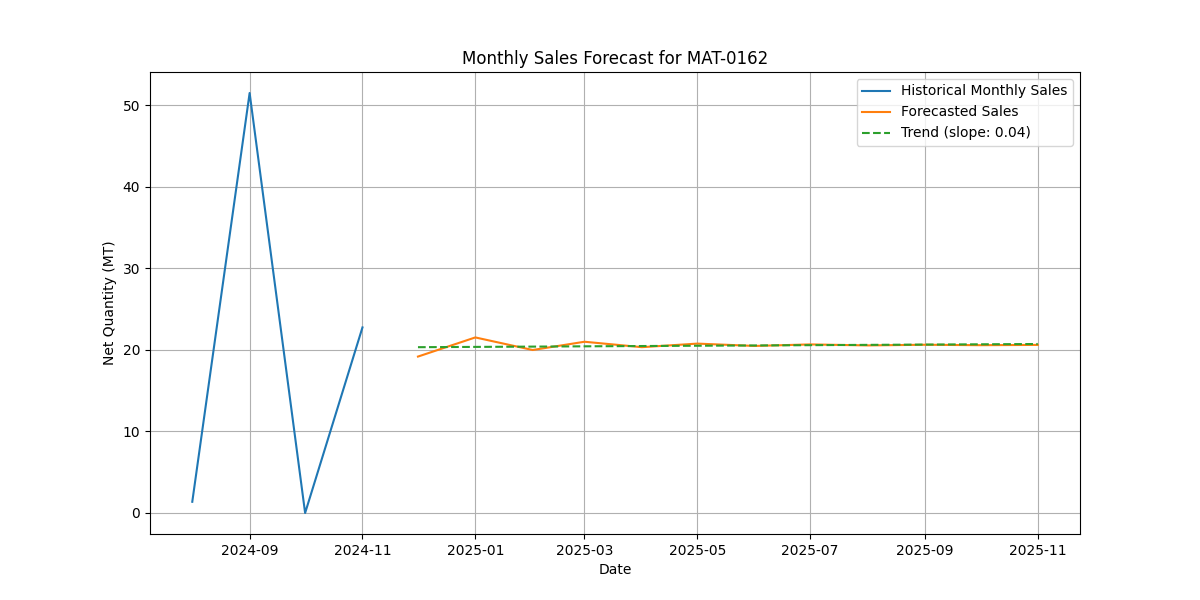 Monthly Sales Forecast for MAT-0162
Historical Monthly Sales
Forecasted Sales
Trend (slope: 0.04)
Net Quantity (MT)
50
40
30
20
10
0
2024-09 2024-11 2025-01 2025-03 2025-05 2025-07 2025-09 2025-11
Date